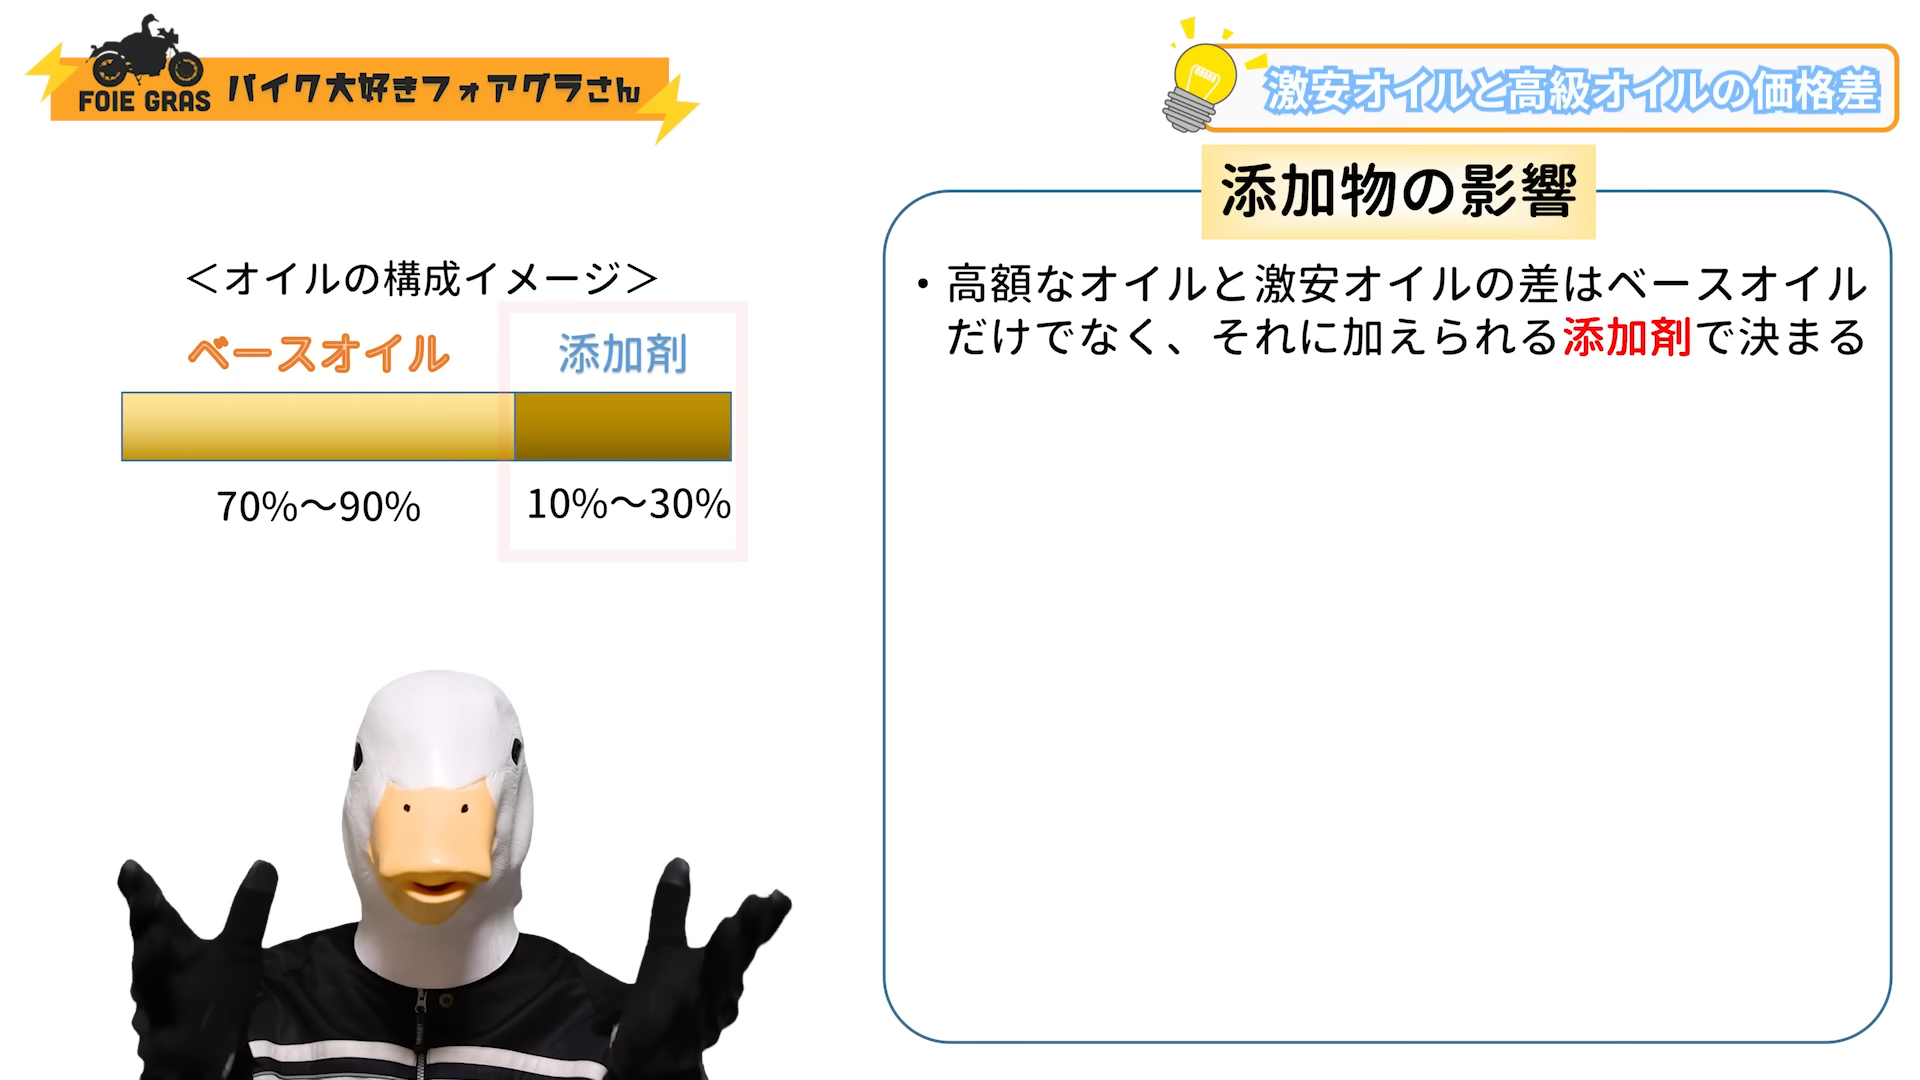 FOIE GRAS
バイク大好きフォアグラさん
激安オイルと高級オイルの価格差
添加物の影響
＜オイルの構成イメージ＞
ベースオイル
添加剤
70%～90%
10%～30%
・高額なオイルと激安オイルの差はベースオイル
だけでなく、それに加えられる添加剤で決まる